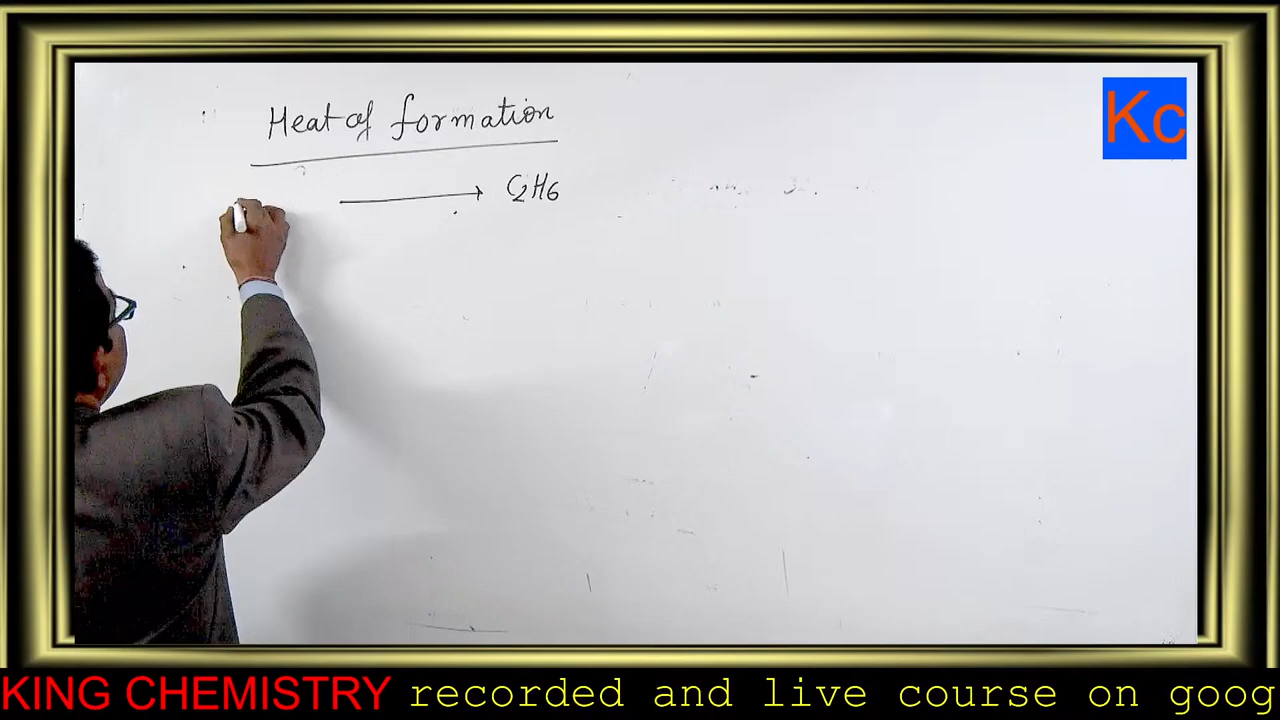 Kc
Heat of formation
⟶ C2H6
KING CHEMISTRY recorded and live course on goog